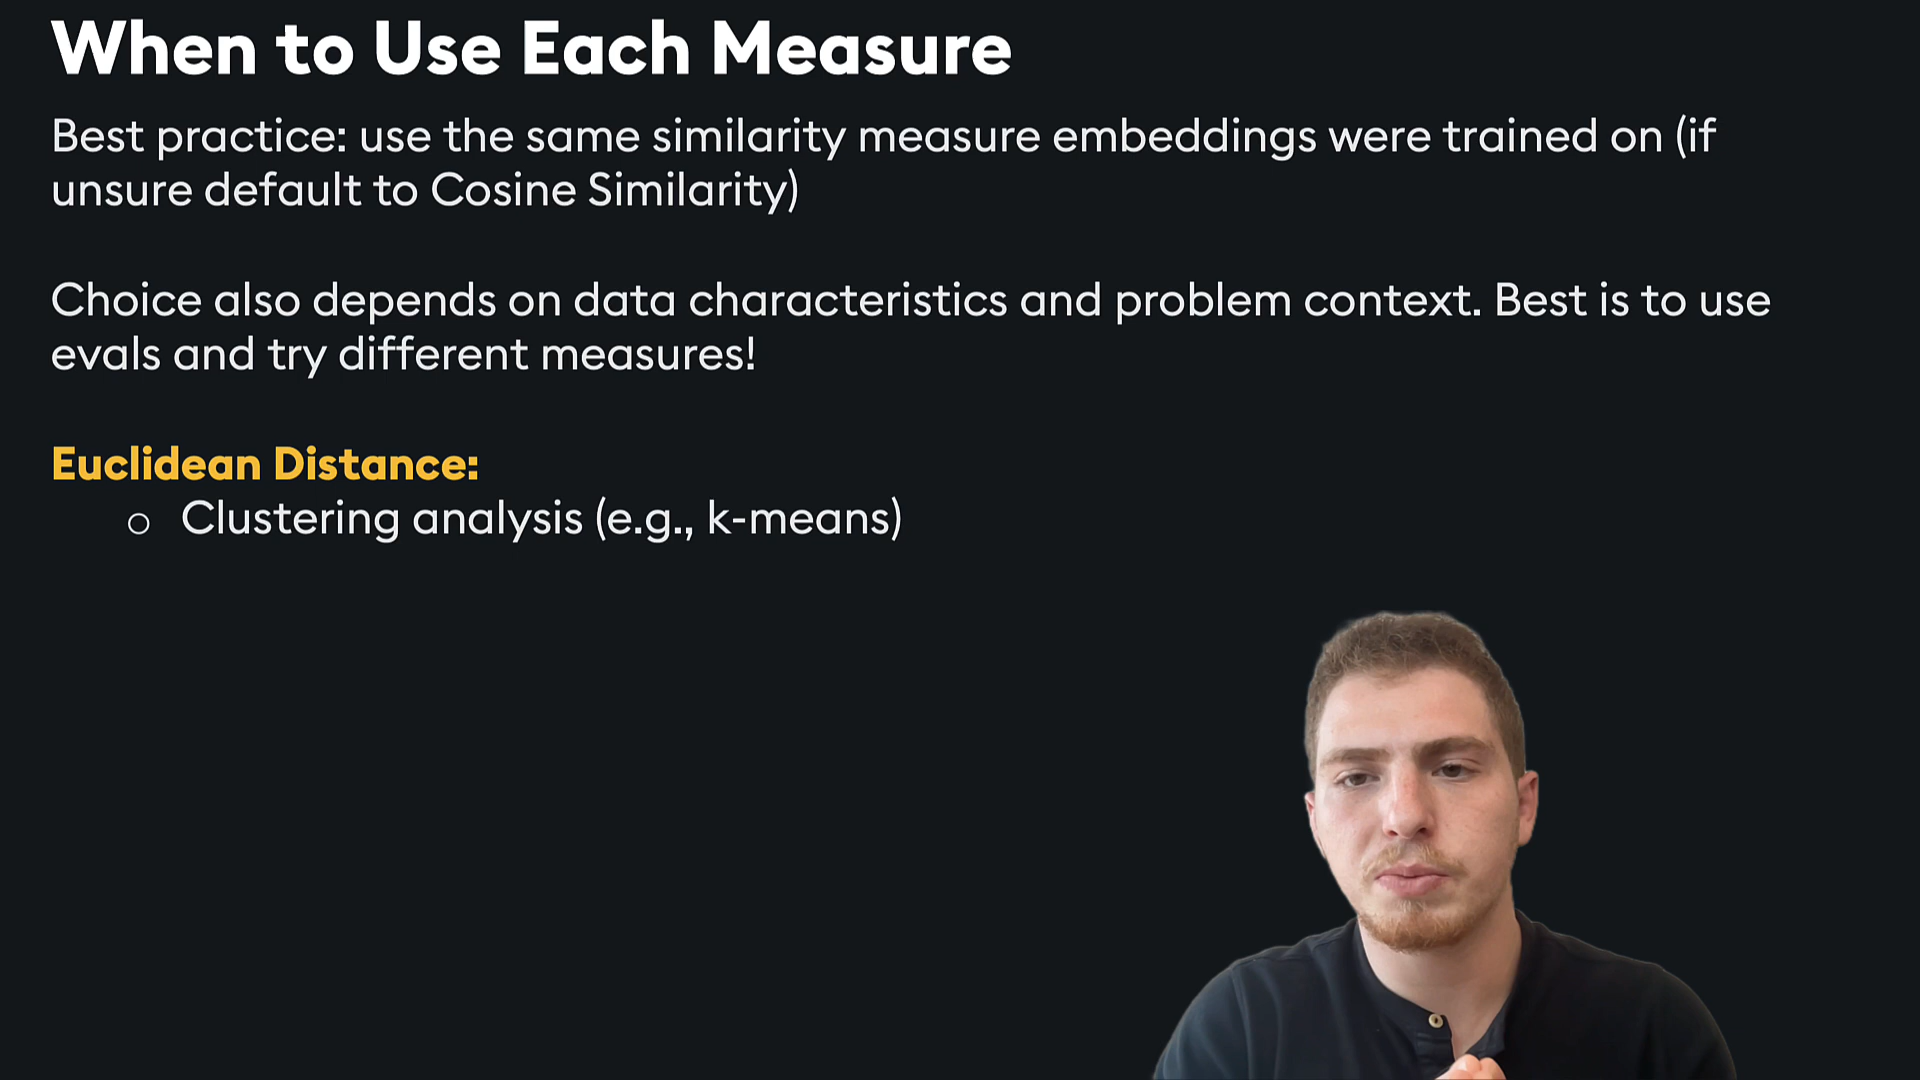 When to Use Each Measure
Best practice: use the same similarity measure embeddings were trained on (if
unsure default to Cosine Similarity)
Choice also depends on data characteristics and problem context. Best is to use
evals and try different measures!
Euclidean Distance:
○ Clustering analysis (e.g., k-means)